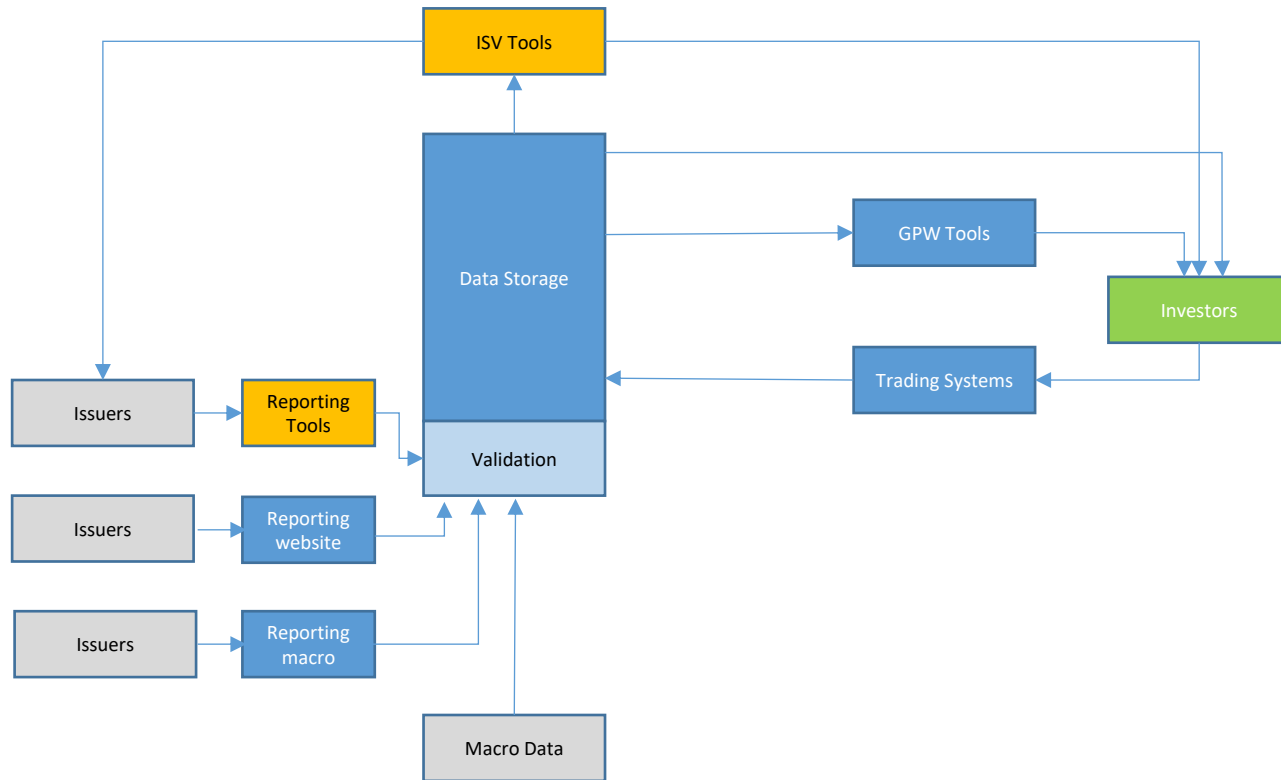 ISV Tools
Data Storage
GPW Tools
Investors
Trading Systems
Issuers
Reporting
Tools
Validation
Issuers
Reporting
website
Issuers
Reporting
macro
Macro Data